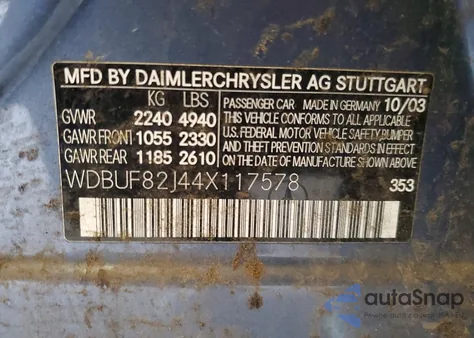 MFD BY DAIMLERCHRYSLER AG STUTTGART
KG LBS
GVWR 2240 4940
GAWR FRONT 1055 2330
GAWR REAR 1185 2610
PASSENGER CAR MADE IN GERMANY 10/03
THIS VEHICLE CONFORMS TO ALL APPLICABLE
U.S. FEDERAL MOTOR VEHICLE SAFETY, BUMPER
AND THEFT PREVENTION STANDARDS IN EFFECT
ON THE DATE OF MANUFACTURE SHOWN ABOVE
WDBUF82J44X117578 353
autoSnap